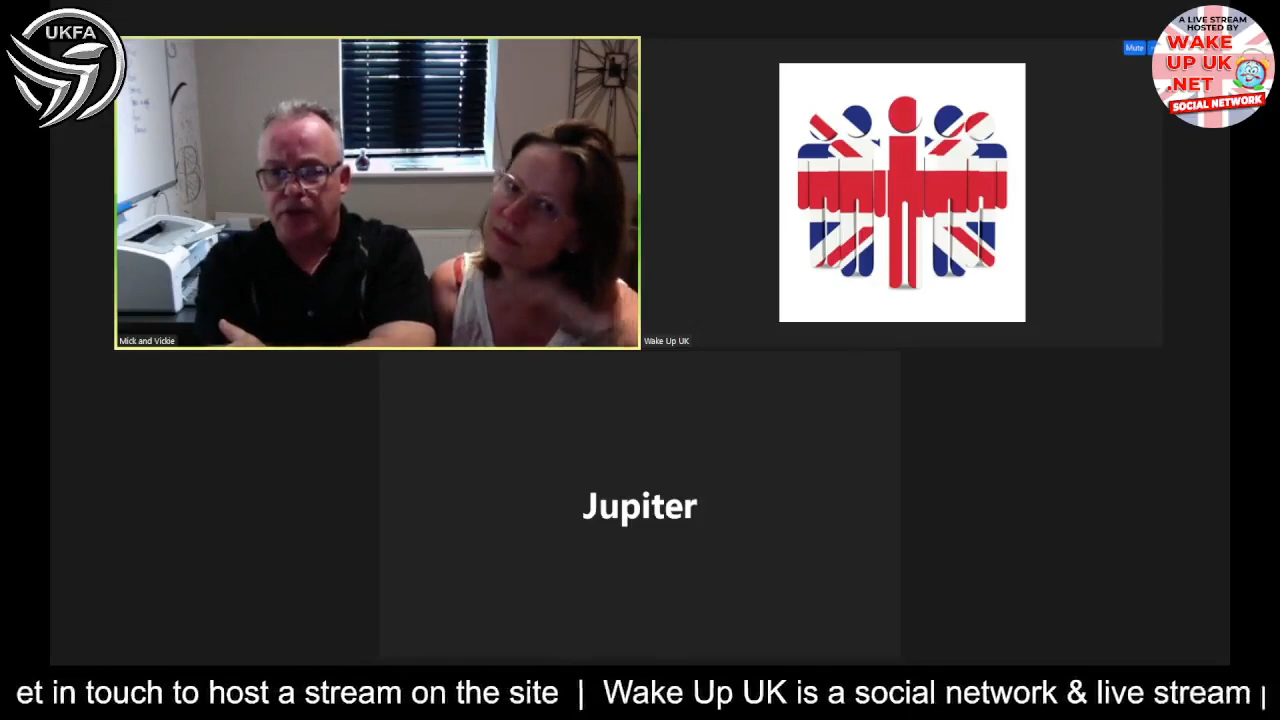 UKFA
A LIVE STREAM
HOSTED BY
WAKE
UP UK
.NET
SOCIAL NETWORK
Mute
Mick and Vickie
Wake Up UK
Jupiter
et in touch to host a stream on the site | Wake Up UK is a social network & live stream